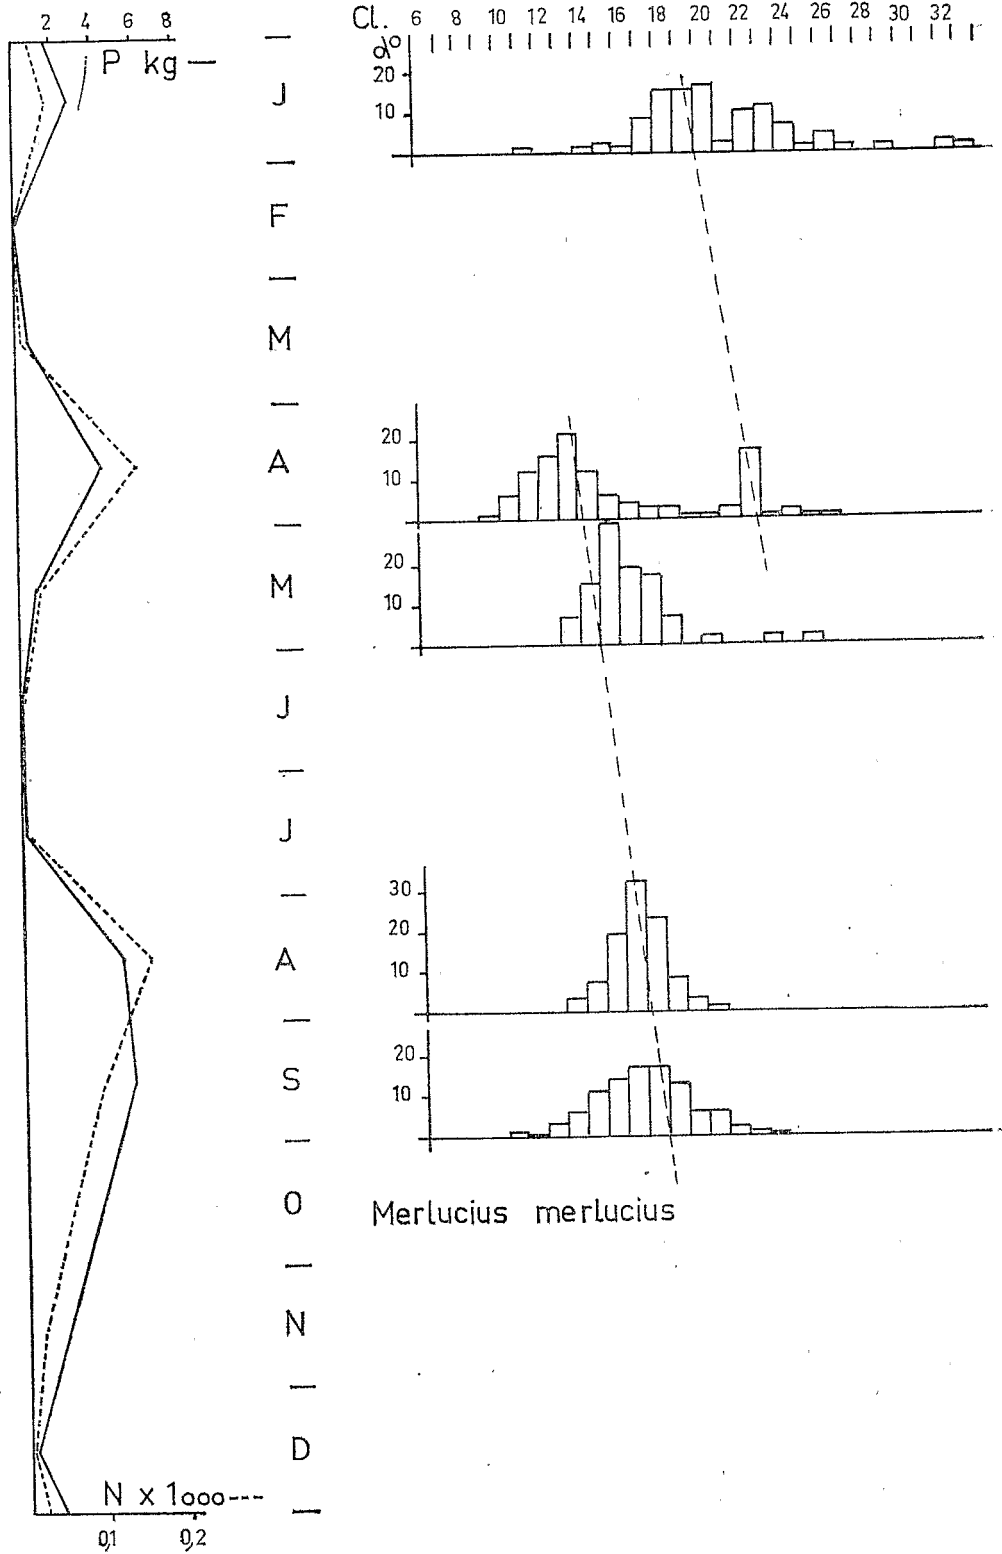 2 4 6 8
P kg —
Cl. 6 8 10 12 14 16 18 20 22 24 26 28 30 32
%
J
20
10
F
M
A
20
10
M
20
10
J
J
A
30
20
10
S
20
10
O
Merlucius merlucius
N
D
N x 1000 ---
0,1 0,2